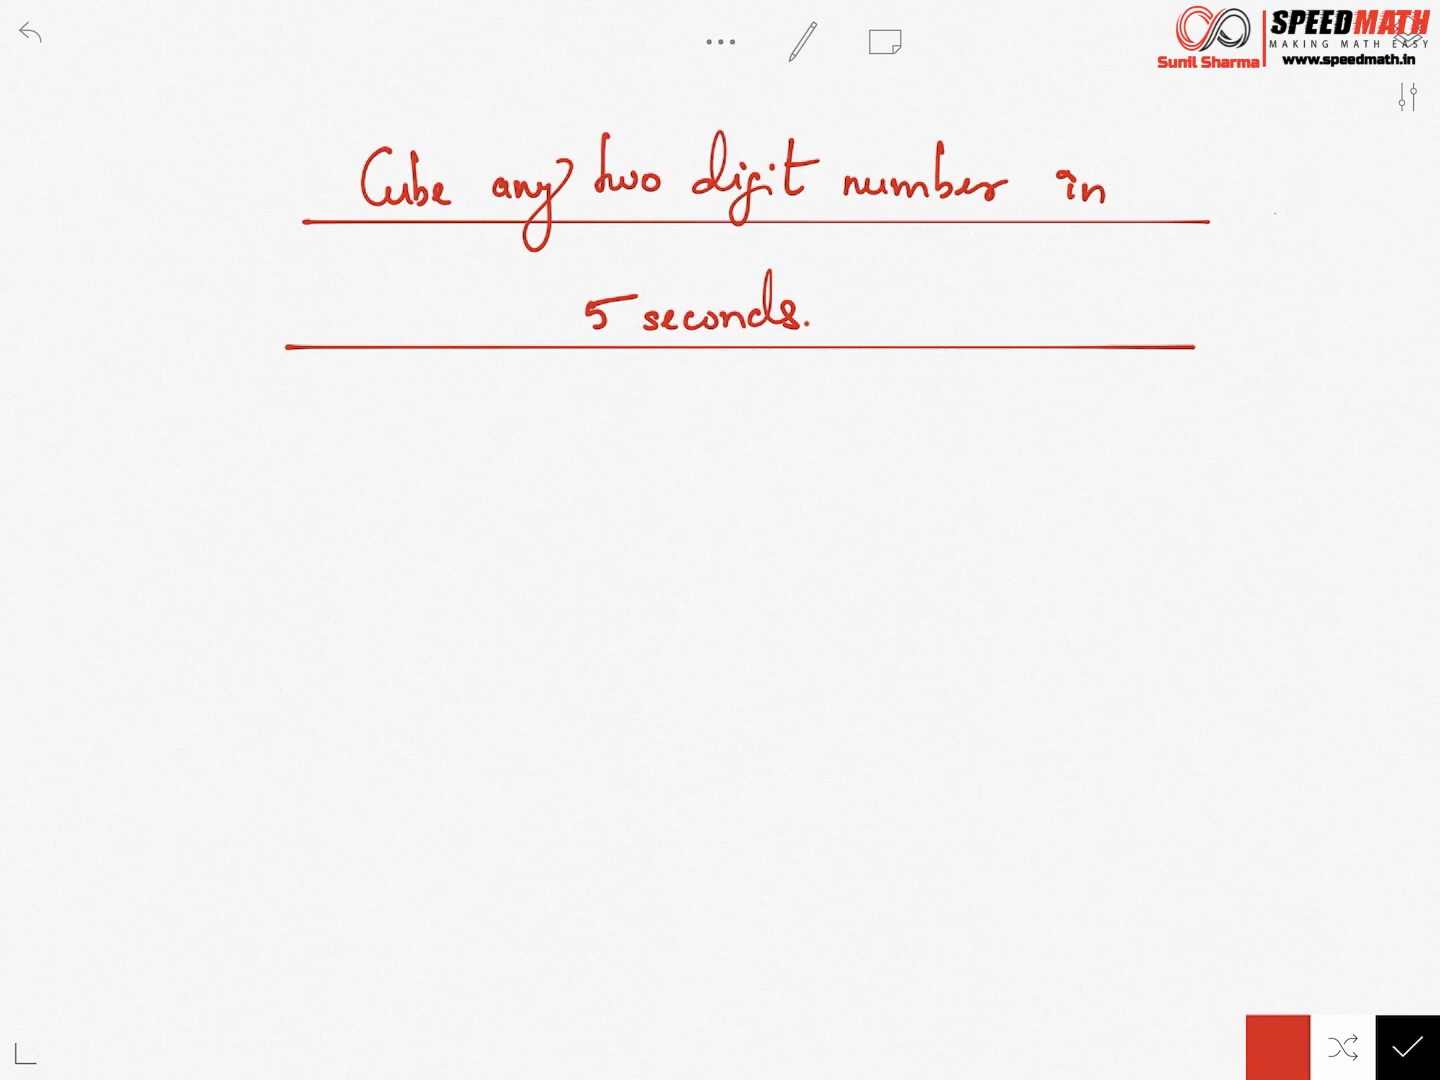 SPEEDMATH
MAKING MATH EASY
Sunil Sharma
www.speedmath.in
Cube any two digit number in
5 seconds.